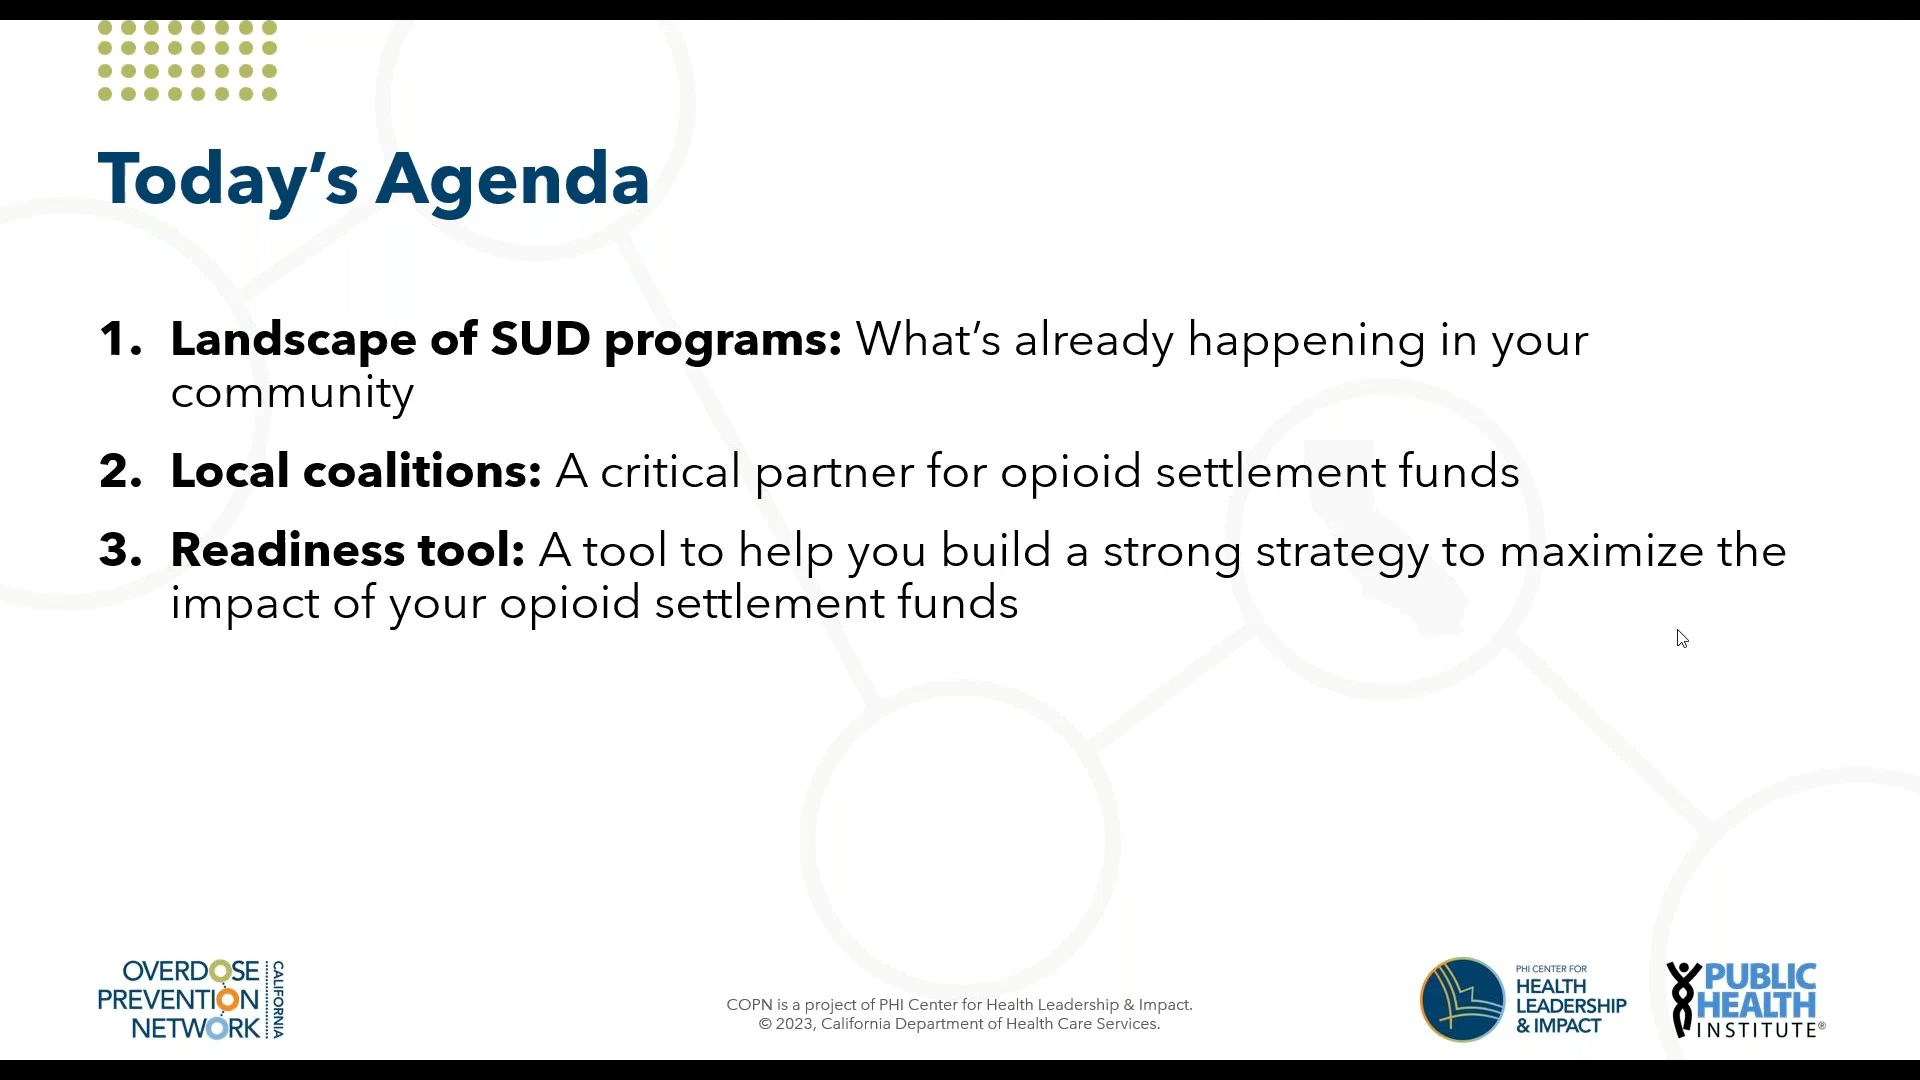 Today’s Agenda
1. Landscape of SUD programs: What’s already happening in your
community
2. Local coalitions: A critical partner for opioid settlement funds
3. Readiness tool: A tool to help you build a strong strategy to maximize the
impact of your opioid settlement funds
OVERDOSE
PREVENTION
NETWORK
CALIFORNIA
COPN is a project of PHI Center for Health Leadership & Impact.
© 2023, California Department of Health Care Services.
PHI CENTER FOR
HEALTH
LEADERSHIP
& IMPACT
PUBLIC
HEALTH
INSTITUTE®